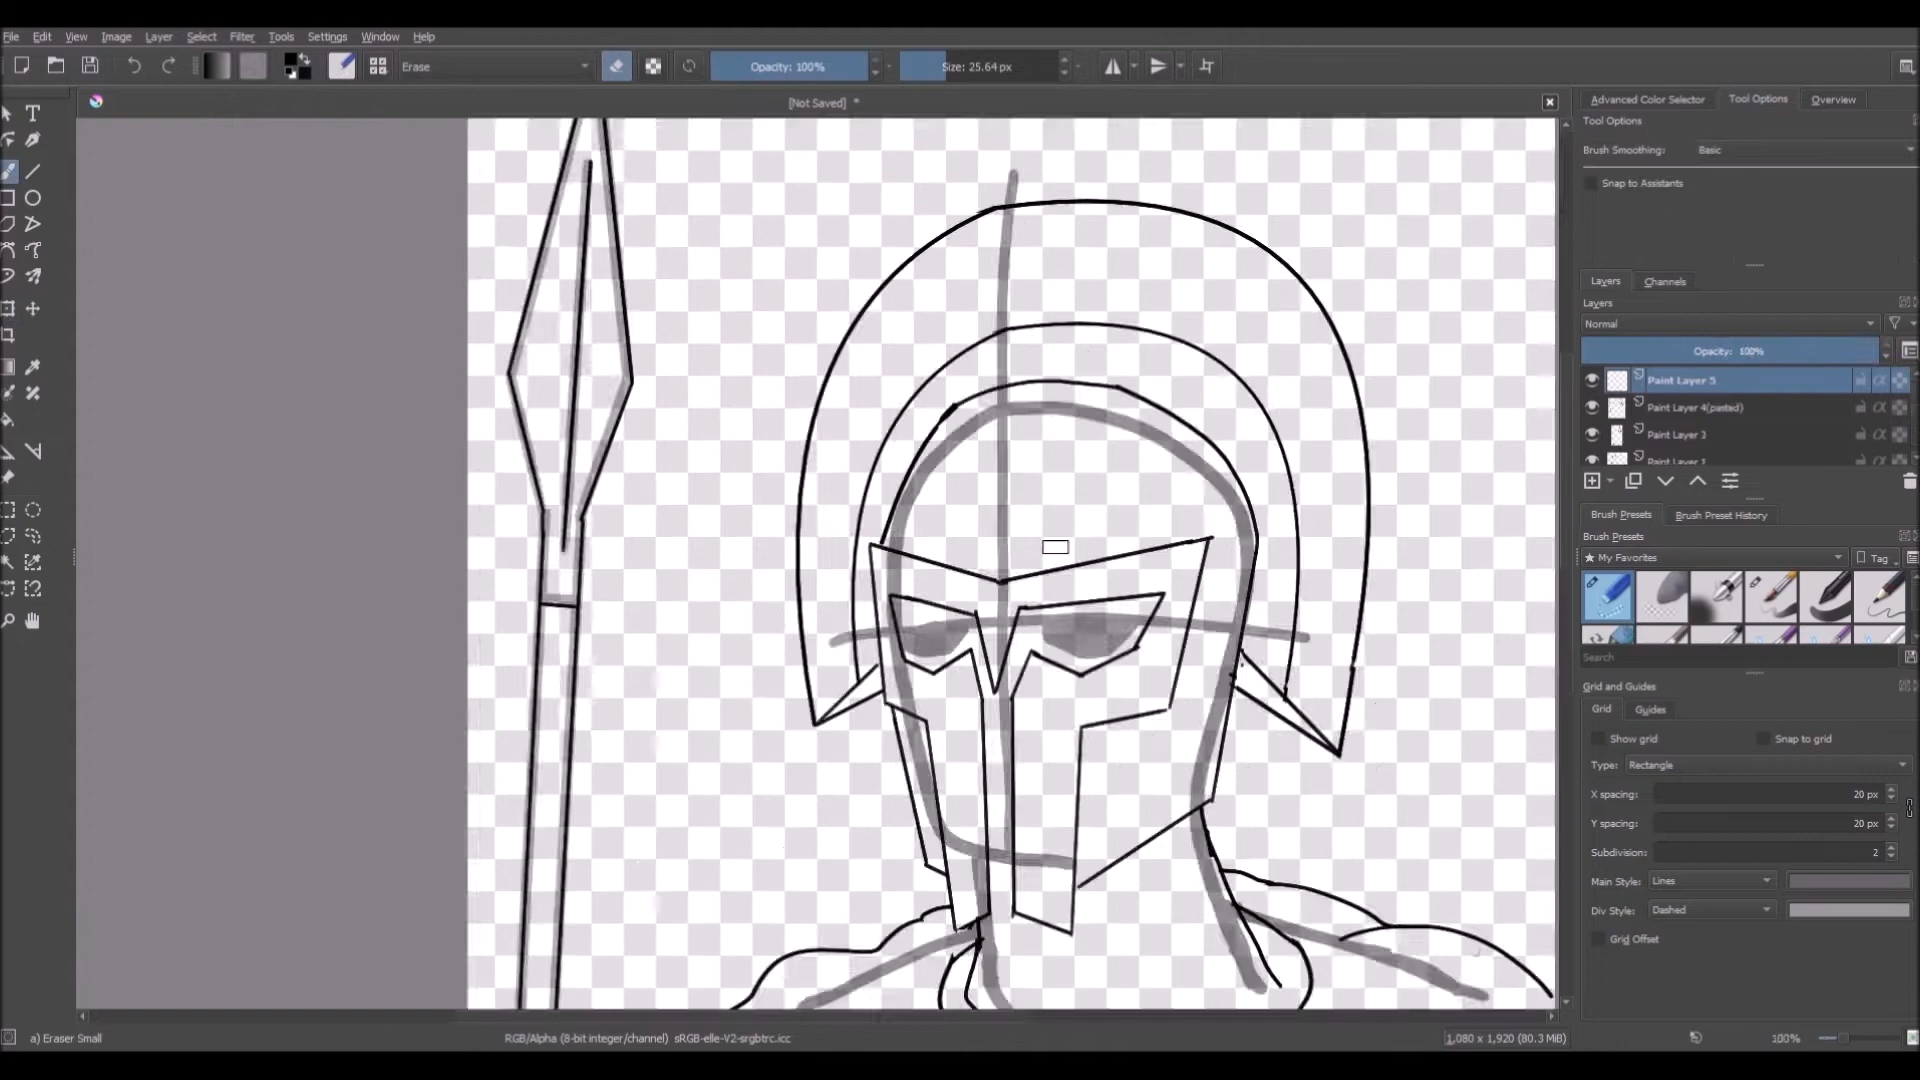 File Edit View Image Layer Select Filter Tools Settings Window Help
Erase Opacity: 100% Size: 25.64 px
[Not Saved] *
Advanced Color Selector Tool Options Overview
Tool Options
Brush Smoothing: Basic
Snap to Assistants
Layers Channels
Layers
Normal
Opacity: 100%
Paint Layer 5
Paint Layer 4(pasted)
Paint Layer
Paint Layer
Brush Presets Brush Preset History
Brush Presets
★ My Favorites Tag
Search
Grid and Guides
Grid Guides
Show grid Snap to grid
Type: Rectangle
X spacing: 20 px
Y spacing: 20 px
Subdivision: 2
Main Style: Lines
Div Style: Dashed
Grid Offset
a) Eraser Small RGB/Alpha (8-bit integer/channel) sRGB-elle-V2-srgbtrc.icc 1,080 x 1,920 (80.3 MiB) 100%